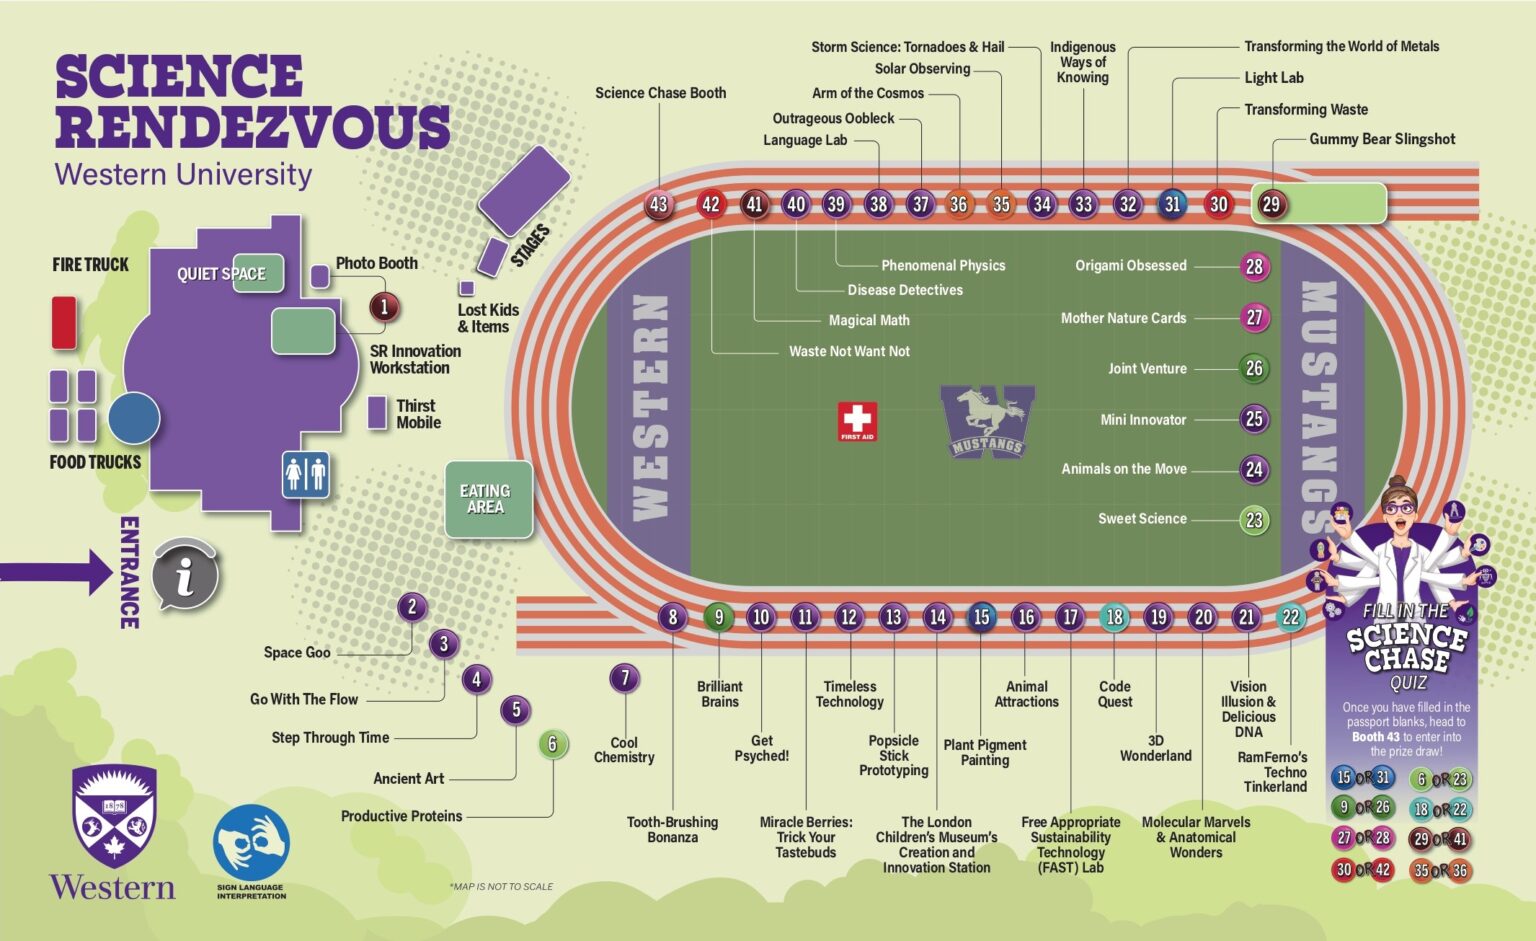 SCIENCE
RENDEZVOUS
Western University
FIRE TRUCK
QUIET SPACE
Photo Booth
1
SR Innovation
Workstation
Thirst
Mobile
FOOD TRUCKS
ENTRANCE
i
STAGES
Lost Kids
& Items
EATING
AREA
Science Chase Booth
Storm Science: Tornadoes & Hail
Solar Observing
Arm of the Cosmos
Outrageous Oobleck
Language Lab
Indigenous
Ways of
Knowing
Transforming the World of Metals
Light Lab
Transforming Waste
Gummy Bear Slingshot
43
42
41
40
39
38
37
36
35
34
33
32
31
30
29
Phenomenal Physics
Disease Detectives
Magical Math
Waste Not Want Not
WESTERN
FIRST AID
W
MUSTANGS
MUSTANGS
Origami Obsessed 28
Mother Nature Cards 27
Joint Venture 26
Mini Innovator 25
Animals on the Move 24
Sweet Science 23
2
Space Goo
3
Go With The Flow
4
Step Through Time
5
Ancient Art
6
Productive Proteins
7
Cool
Chemistry
8
9
10
11
12
13
14
15
16
17
18
19
20
21
22
Brilliant
Brains
Timeless
Technology
Animal
Attractions
Code
Quest
Vision
Illusion &
Delicious
DNA
Get
Psyched!
Popsicle
Stick
Prototyping
Plant Pigment
Painting
3D
Wonderland
RamFerno's
Techno
Tinkerland
Tooth-Brushing
Bonanza
Miracle Berries:
Trick Your
Tastebuds
The London
Children's Museum's
Creation and
Innovation Station
Free Appropriate
Sustainability
Technology
(FAST) Lab
Molecular Marvels
& Anatomical
Wonders
FILL IN THE
SCIENCE
CHASE
QUIZ
Once you have filled in the
passport blanks, head to
Booth 43 to enter into
the prize draw!
15 OR 31
6 OR 23
9 OR 26
18 OR 22
27 OR 28
29 OR 41
30 OR 42
35 OR 36
1878
Western
SIGN LANGUAGE
INTERPRETATION
*MAP IS NOT TO SCALE